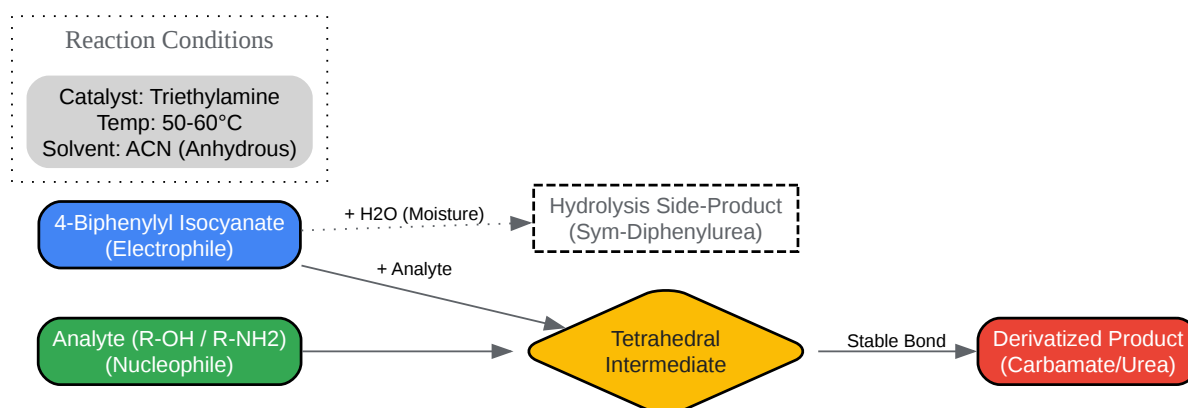 Reaction Conditions
Catalyst: Triethylamine
Temp: 50-60°C
Solvent: ACN (Anhydrous)
4-Biphenylyl Isocyanate
(Electrophile)
+ H2O (Moisture)
Hydrolysis Side-Product
(Sym-Diphenylurea)
+ Analyte
Analyte (R-OH / R-NH2)
(Nucleophile)
Tetrahedral
Intermediate
Stable Bond
Derivatized Product
(Carbamate/Urea)